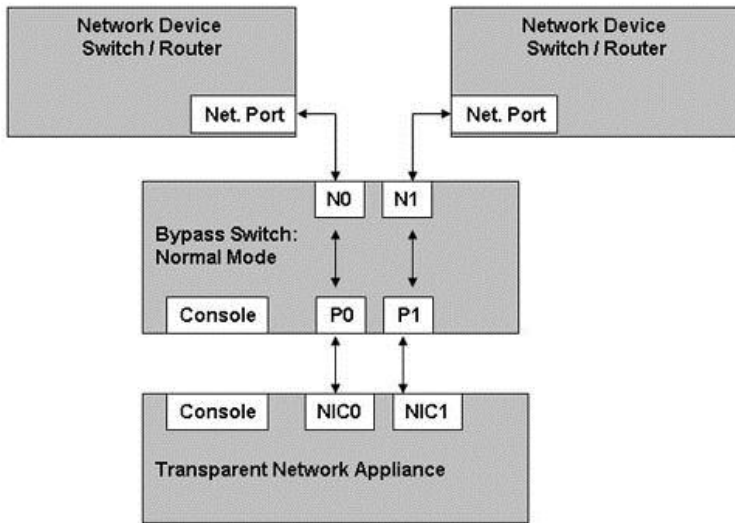 Network Device
Switch / Router
Net. Port
Network Device
Switch / Router
Net. Port
N0
N1
Bypass Switch:
Normal Mode
Console
P0
P1
Console
NIC0
NIC1
Transparent Network Appliance